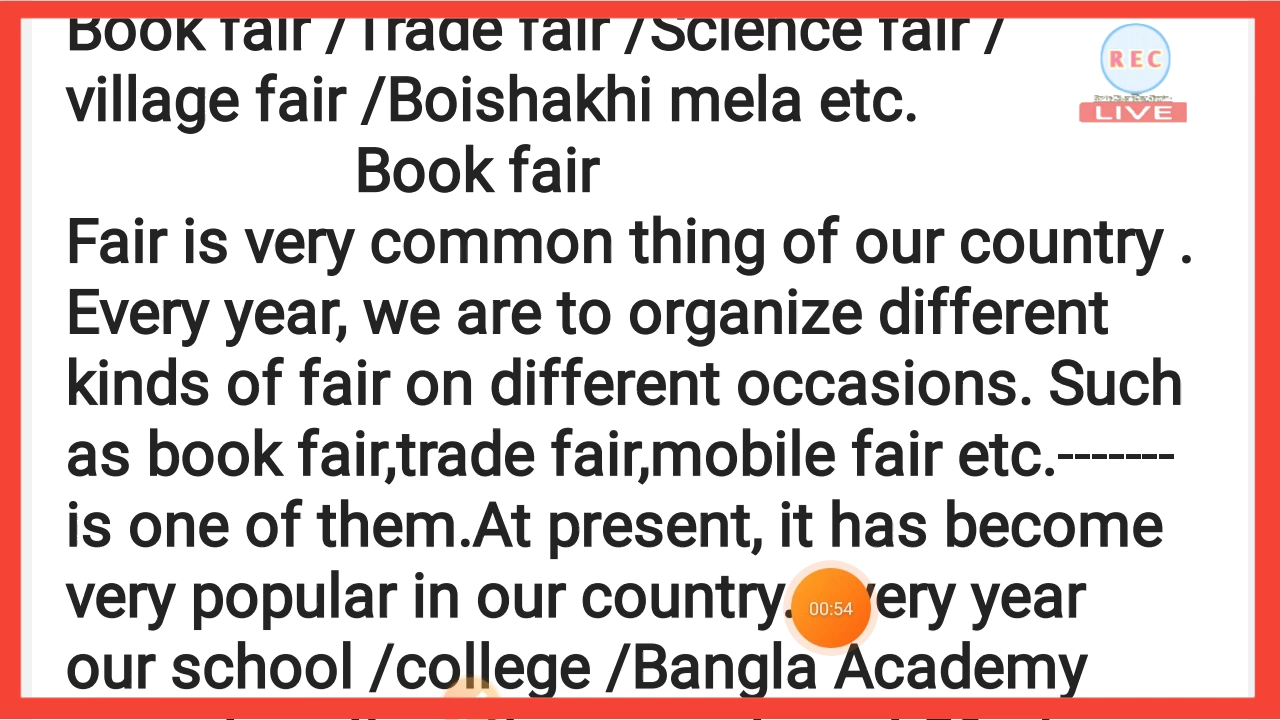 Book fair /Trade fair /Science fair /
village fair /Boishakhi mela etc.
REC
LIVE
Book fair
Fair is very common thing of our country .
Every year, we are to organize different
kinds of fair on different occasions. Such
as book fair,trade fair,mobile fair etc.-------
is one of them.At present, it has become
very popular in our country. year
00:54
our school /college /Bangla Academy